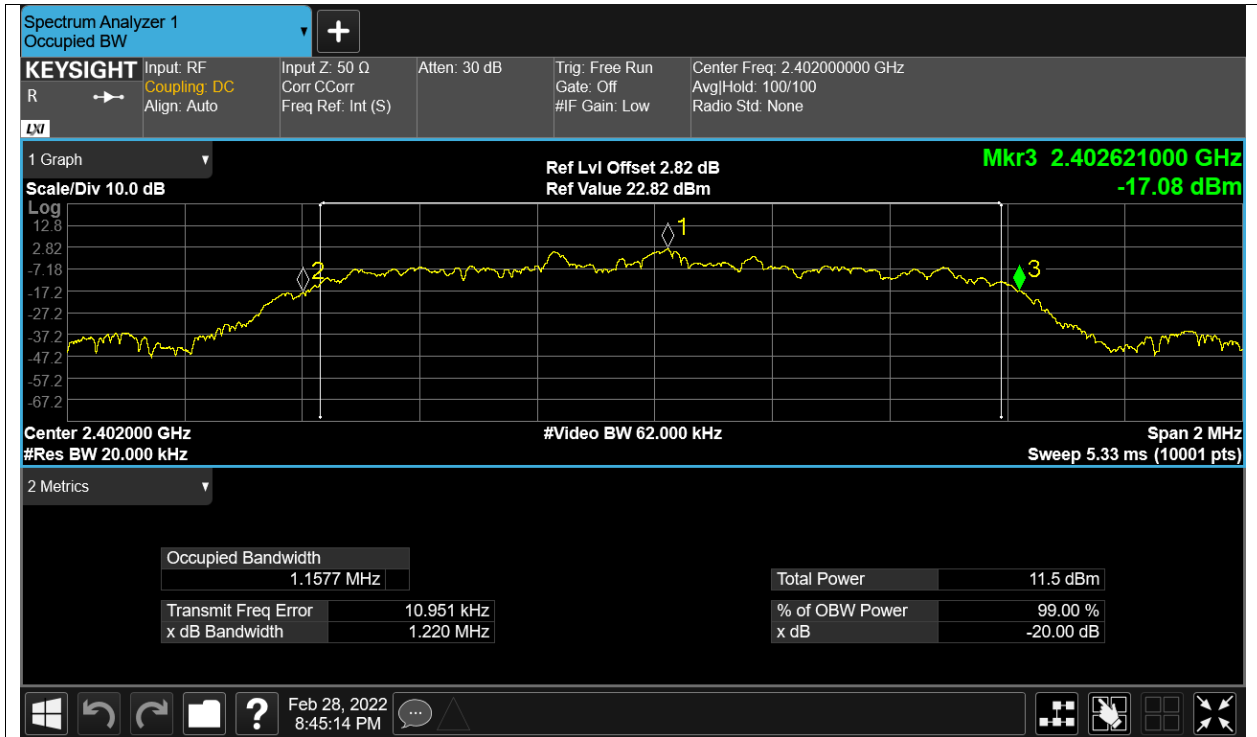 Spectrum Analyzer 1
Occupied BW
KEYSIGHT
R
LXI
Input: RF
Coupling: DC
Align: Auto
Input Z: 50 Ω
Corr CCorr
Freq Ref: Int (S)
Atten: 30 dB
Trig: Free Run
Gate: Off
#IF Gain: Low
Center Freq: 2.402000000 GHz
Avg|Hold: 100/100
Radio Std: None
1 Graph
Scale/Div 10.0 dB
Ref Lvl Offset 2.82 dB
Ref Value 22.82 dBm
Mkr3 2.402621000 GHz
-17.08 dBm
Log
12.8
2.82
-7.18
-17.2
-27.2
-37.2
-47.2
-57.2
-67.2
1
2
3
Center 2.402000 GHz
#Res BW 20.000 kHz
#Video BW 62.000 kHz
Span 2 MHz
Sweep 5.33 ms (10001 pts)
2 Metrics
Occupied Bandwidth
1.1577 MHz
Transmit Freq Error 10.951 kHz
x dB Bandwidth 1.220 MHz
Total Power 11.5 dBm
% of OBW Power 99.00 %
x dB -20.00 dB
?
Feb 28, 2022
8:45:14 PM